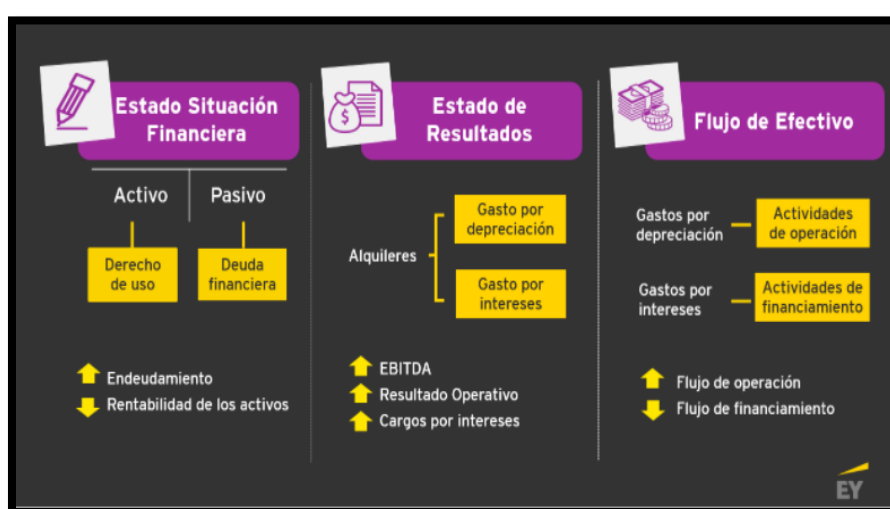 Estado Situación
Financiera
Activo
Pasivo
Derecho
de uso
Deuda
financiera
Endeudamiento
Rentabilidad de los activos
$
Estado de
Resultados
Alquileres
Gasto por
depreciación
Gasto por
intereses
EBITDA
Resultado Operativo
Cargos por intereses
Flujo de Efectivo
Gastos por
depreciación
Actividades
de operación
Gastos por
intereses
Actividades de
financiamiento
Flujo de operación
Flujo de financiamiento
EY